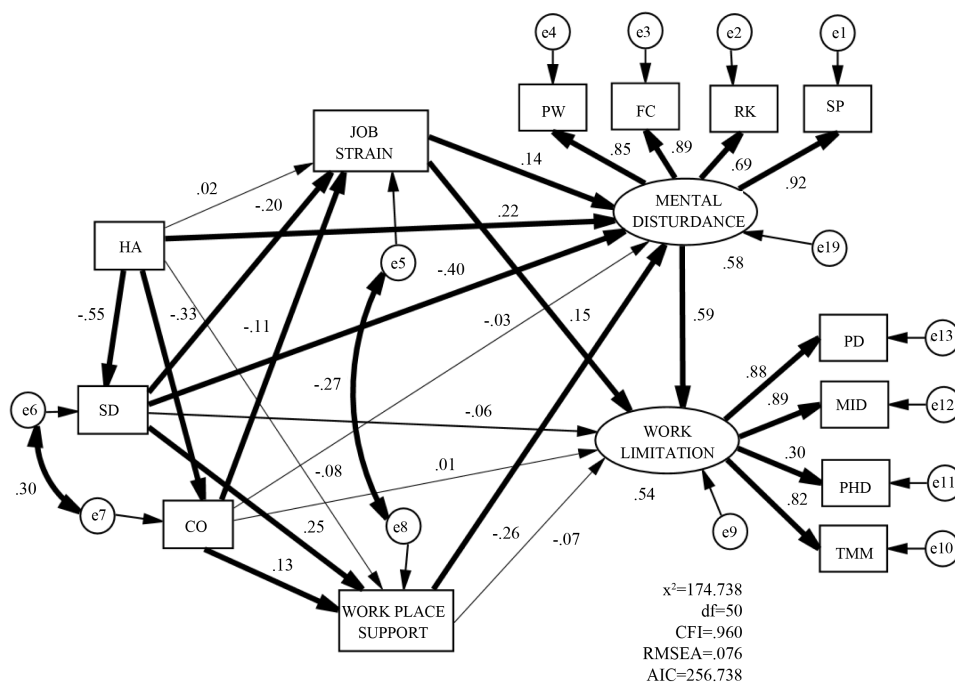 e4
e3
e2
e1
PW
FC
RK
SP
JOB
STRAIN
.85
.89
.69
.92
.14
.02
-.20
MENTAL
DISTURDANCE
.22
HA
e5
e19
.58
-.40
-.55
-.33
-.11
-.03
.15
.59
PD
e13
-.27
.88
e6
SD
-.06
.89
MID
e12
WORK
LIMITATION
.30
-.08
.01
PHD
e11
.30
e7
CO
.25
e8
-.26
-.07
.54
e9
.82
.13
TMM
e10
WORK PLACE
SUPPORT
x²=174.738
df=50
CFI=.960
RMSEA=.076
AIC=256.738